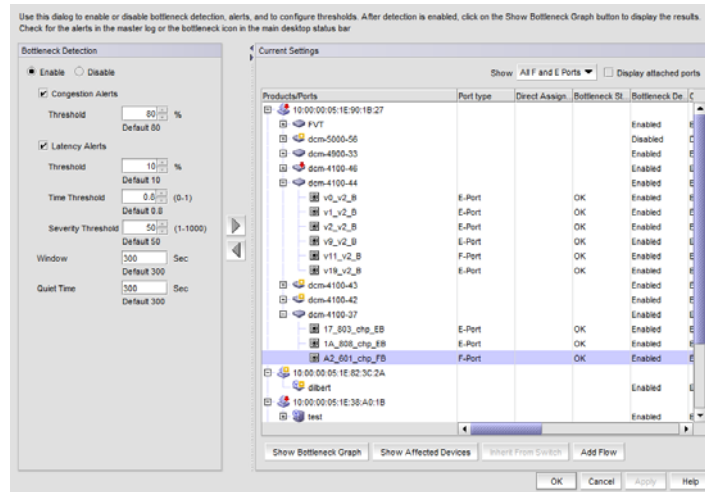 Use this dialog to enable or disable bottleneck detection, alerts, and to configure thresholds. After detection is enabled, click on the Show Bottleneck Graph button to display the results.
Check for the alerts in the master log or the bottleneck icon in the main desktop status bar
Bottleneck Detection
Enable Disable
Congestion Alerts
Threshold 80 %
Default 80
Latency Alerts
Threshold 10 %
Default 10
Time Threshold 0.8 (0-1)
Default 0.8
Severity Threshold 50 (1-1000)
Default 50
Window 300 Sec
Default 300
Quiet Time 300 Sec
Default 300
Current Settings
Show All F and E Ports Display attached ports
Products/Ports Port type Direct Assign... Bottleneck St... Bottleneck De... C
10:00:00:05:1E:90:1B:27
FVT Enabled E
dcm-5000-56 Disabled D
dcm-4900-33 Enabled E
dcm-4100-46 Enabled E
dcm-4100-44 Enabled E
v0_v2_B E-Port OK Enabled E
v1_v2_B E-Port OK Enabled E
v2_v2_B E-Port OK Enabled E
v9_v2_B E-Port OK Enabled E
v11_v2_B F-Port OK Enabled E
v19_v2_B E-Port OK Enabled E
dcm-4100-43 Enabled E
dcm-4100-42 Enabled E
dcm-4100-37 Enabled E
17_803_chp_EB E-Port OK Enabled E
1A_808_chp_EB E-Port OK Enabled E
A2_601_chp_FB F-Port OK Enabled E
10:00:00:05:1E:82:3C:2A
dilbert Enabled E
10:00:00:05:1E:38:A0:1B
test Enabled E
Show Bottleneck Graph Show Affected Devices Inherit From Switch Add Flow
OK Cancel Apply Help